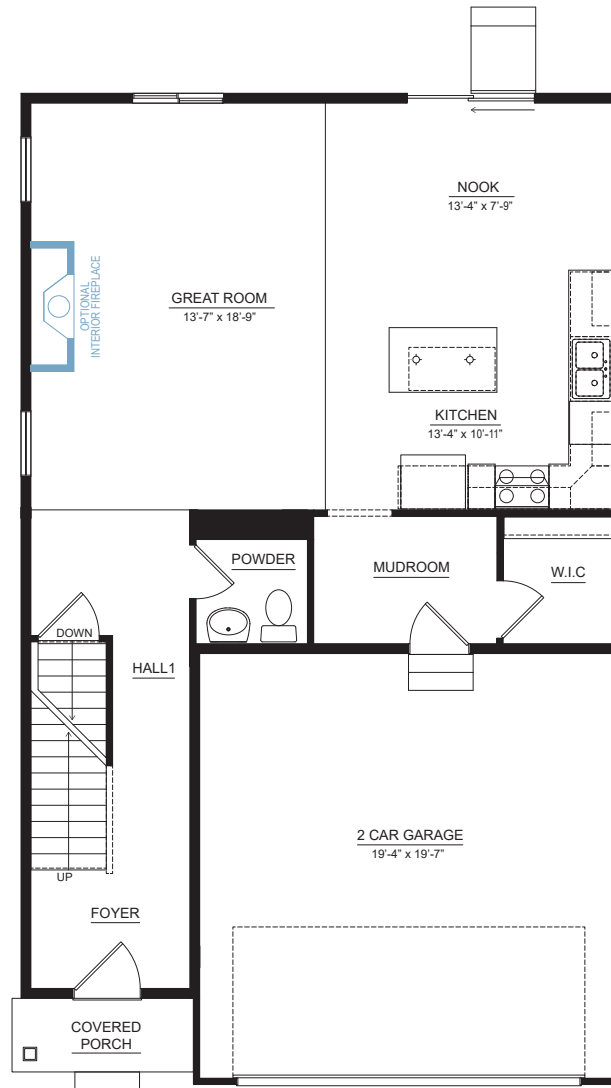 NOOK
13'-4" x 7'-9"
OPTIONAL
INTERIOR FIREPLACE
GREAT ROOM
13'-7" x 18'-9"
KITCHEN
13'-4" x 10'-11"
POWDER
MUDROOM
W.I.C
DOWN
HALL1
2 CAR GARAGE
19'-4" x 19'-7"
UP
FOYER
COVERED
PORCH